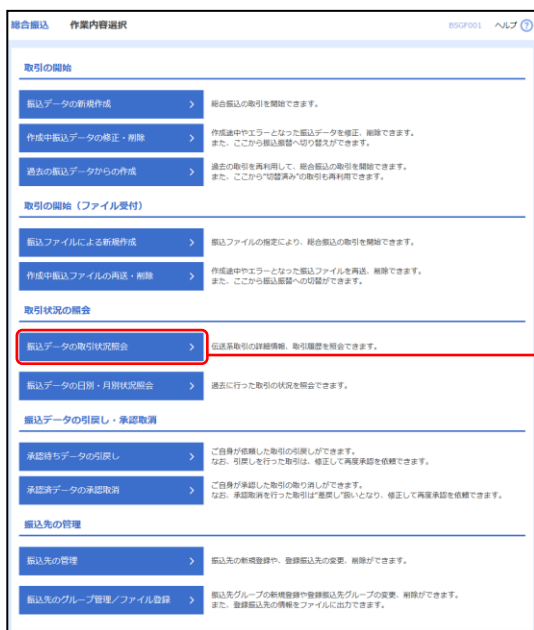 総合振込 作業内容選択 BSGF001 ヘルプ ?
取引の開始
振込データの新規作成 > 総合振込の取引を開始できます。
作成中振込データの修正・削除 > 作成途中やエラーとなった振込データを修正、削除できます。
また、ここから振込振替へ切り替えができます。
過去の振込データからの作成 > 過去の取引を再利用して、総合振込の取引を開始できます。
また、ここから"切替済み"の取引も再利用できます。
取引の開始（ファイル受付）
振込ファイルによる新規作成 > 振込ファイルの指定により、総合振込の取引を開始できます。
作成中振込ファイルの再送・削除 > 作成途中やエラーとなった振込ファイルを再送、削除できます。
また、ここから振込振替への切替ができます。
取引状況の照会
振込データの取引状況照会 > 伝送系取引の詳細情報、取引履歴を照会できます。
振込データの日別・月別状況照会 > 過去に行った取引の状況を照会できます。
振込データの引戻し・承認取消
承認待ちデータの引戻し > ご自身が依頼した取引の引戻しができます。
なお、引戻しを行った取引は、修正して再度承認を依頼できます。
承認済データの承認取消 > ご自身が承認した取引の取り消しができます。
なお、承認取消を行った取引は"差戻し"扱いとなり、修正して再度承認を依頼できます。
振込先の管理
振込先の管理 > 振込先の新規登録や、登録振込先の変更、削除ができます。
振込先のグループ管理／ファイル登録 > 振込先グループの新規登録や登録振込先グループの変更、削除ができます。
また、登録振込先の情報をファイルに出力できます。